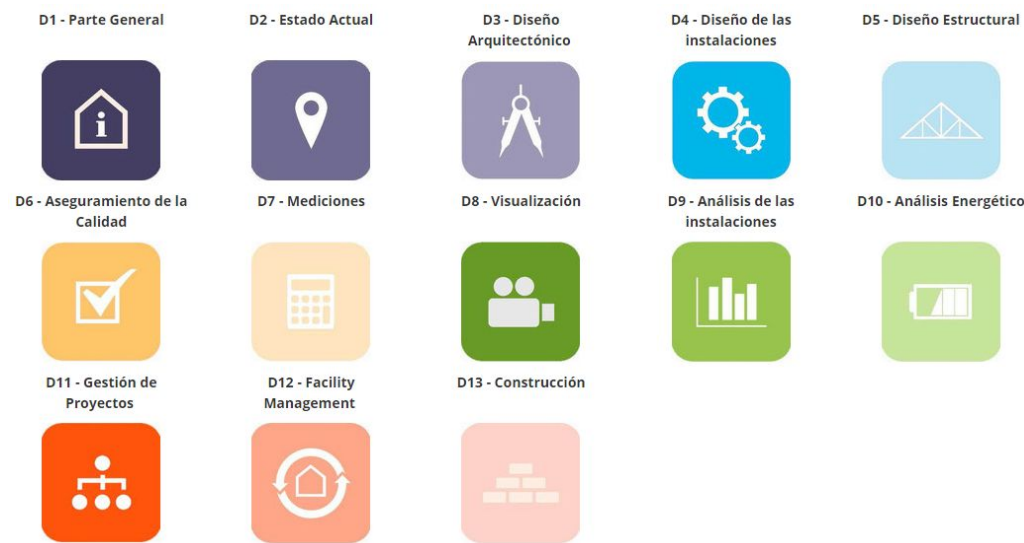 D1 - Parte General
D2 - Estado Actual
D3 - Diseño
Arquitectónico
D4 - Diseño de las
instalaciones
D5 - Diseño Estructural
i
D6 - Aseguramiento de la
Calidad
D7 - Mediciones
D8 - Visualización
D9 - Análisis de las
instalaciones
D10 - Análisis Energético
D11 - Gestión de
Proyectos
D12 - Facility
Management
D13 - Construcción